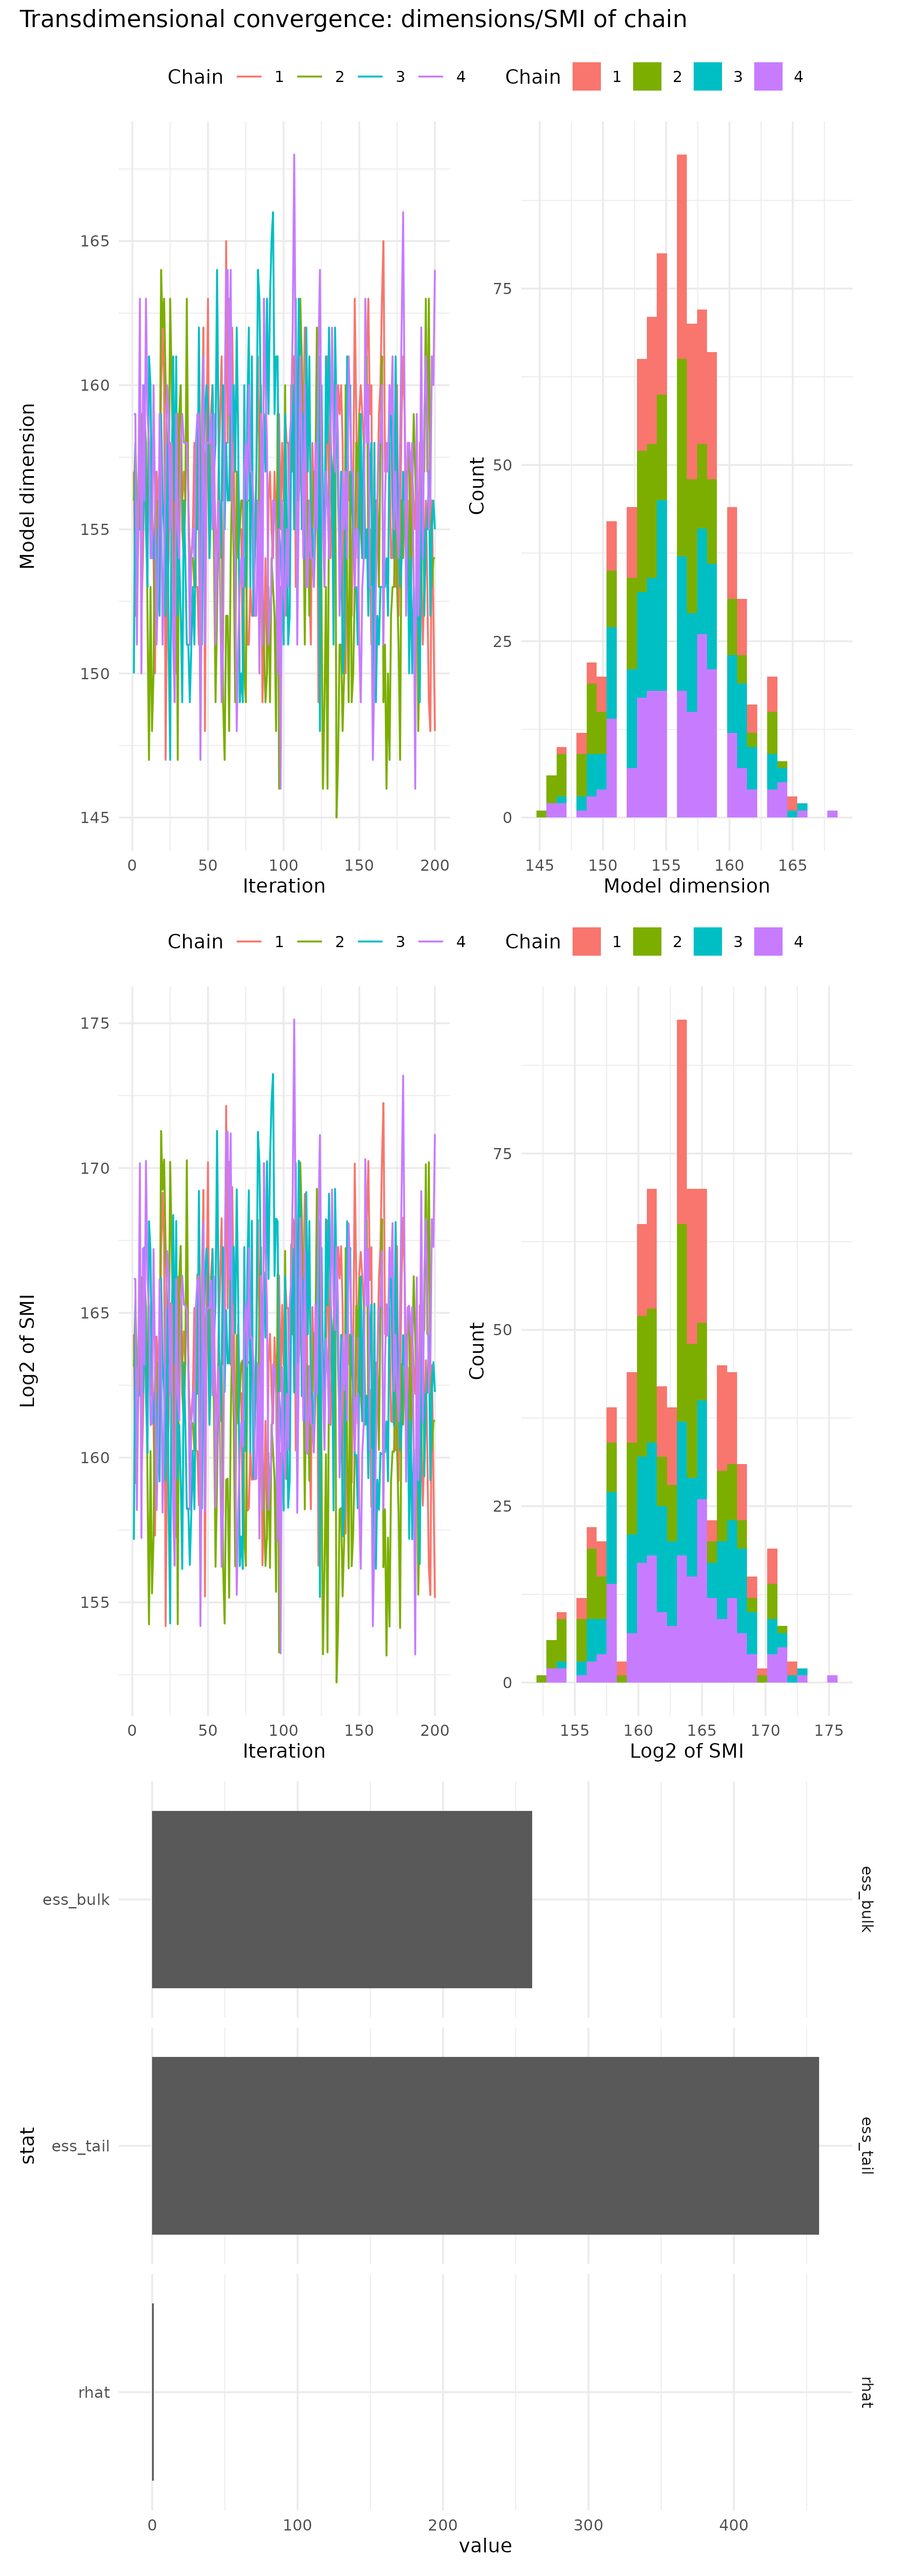 Transdimensional convergence: dimensions/SMI of chain
Chain 1 2 3 4
Chain 1 2 3 4
Model dimension
165
160
155
150
145
0 50 100 150 200
Iteration
Count
75
50
25
0
145 150 155 160 165
Model dimension
Chain 1 2 3 4
Chain 1 2 3 4
Log2 of SMI
175
170
165
160
155
0 50 100 150 200
Iteration
Count
75
50
25
0
155 160 165 170 175
Log2 of SMI
stat
ess_bulk
ess_bulk
ess_tail
ess_tail
rhat
rhat
0 100 200 300 400
value